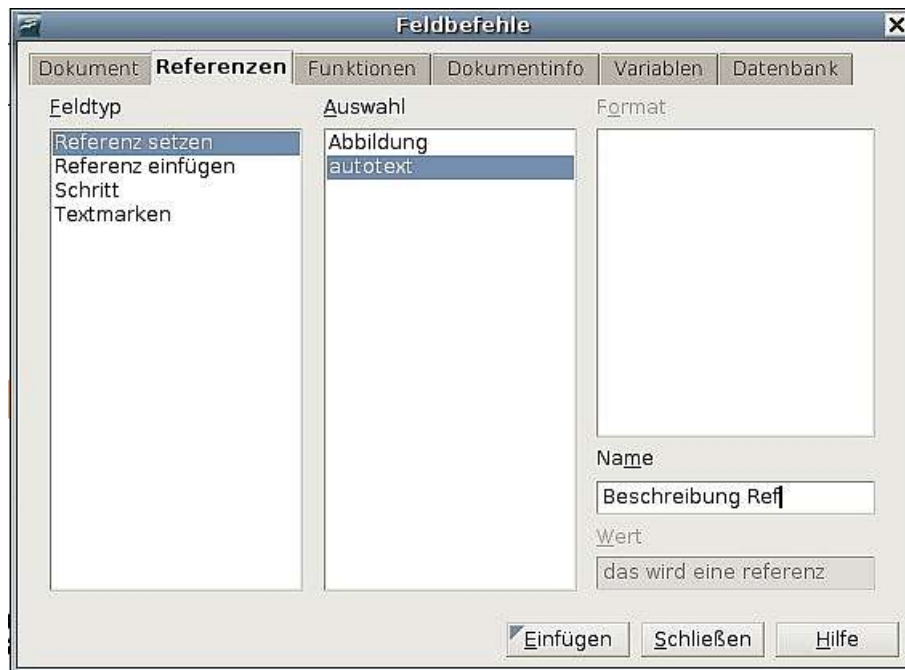 Feldbefehle
Dokument Referenzen Funktionen Dokumentinfo Variablen Datenbank
Feldtyp
Referenz setzen
Referenz einfügen
Schritt
Textmarken
Auswahl
Abbildung
autotext
Format
Name
Beschreibung Ref
Wert
das wird eine referenz
Einfügen Schließen Hilfe